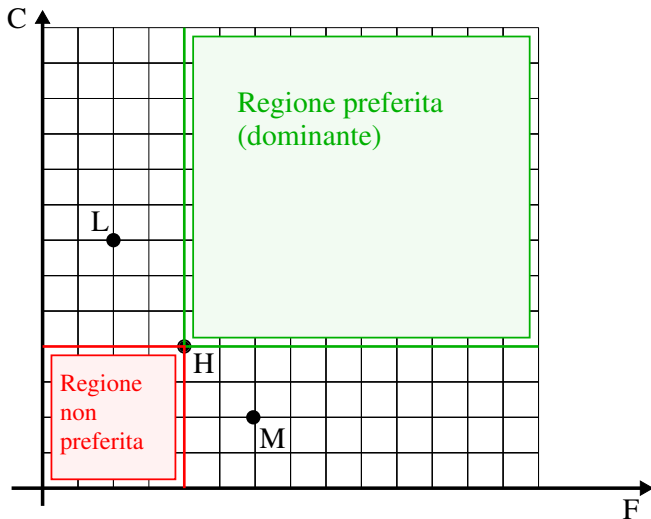 C
Regione preferita
(dominante)
L
H
Regione
non
preferita
M
F